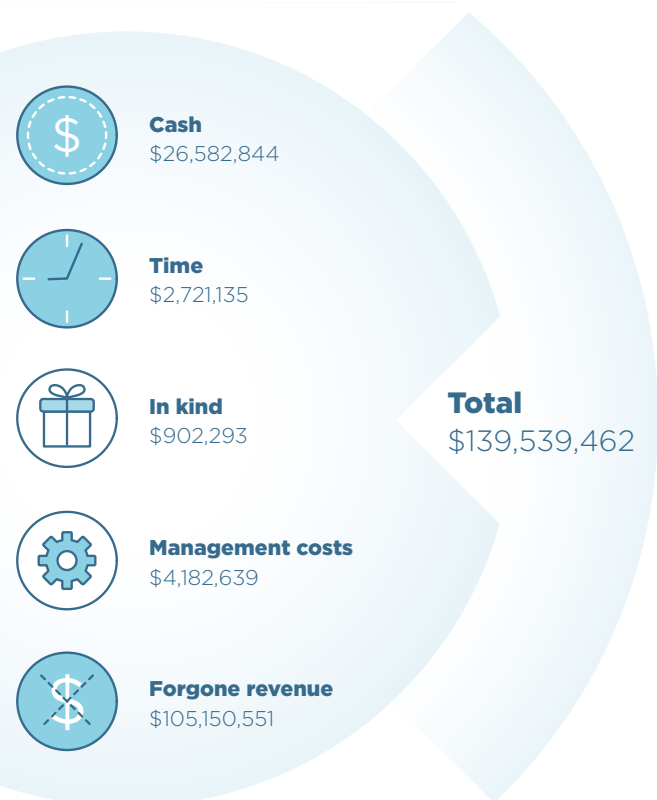 Cash
$26,582,844
Time
$2,721,135
In kind
$902,293
Total
$139,539,462
Management costs
$4,182,639
Forgone revenue
$105,150,551